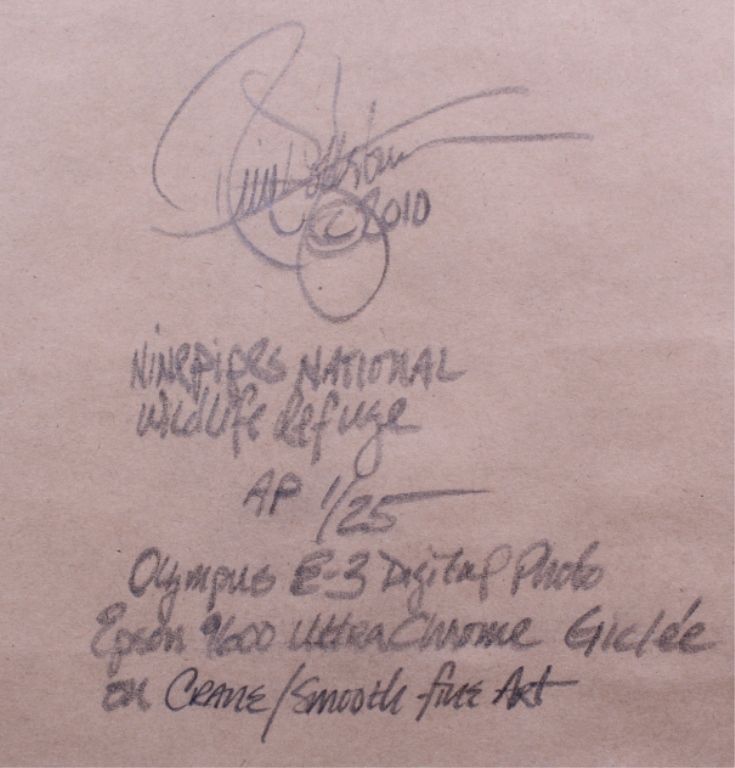 © 2010
Ninepipes NATIONAL
Wildlife Refuge
AP 1/25
Olympus E-3 Digital Photo
Epson 9600 UltraChrome Giclée
on CRANE/Smooth fine Art